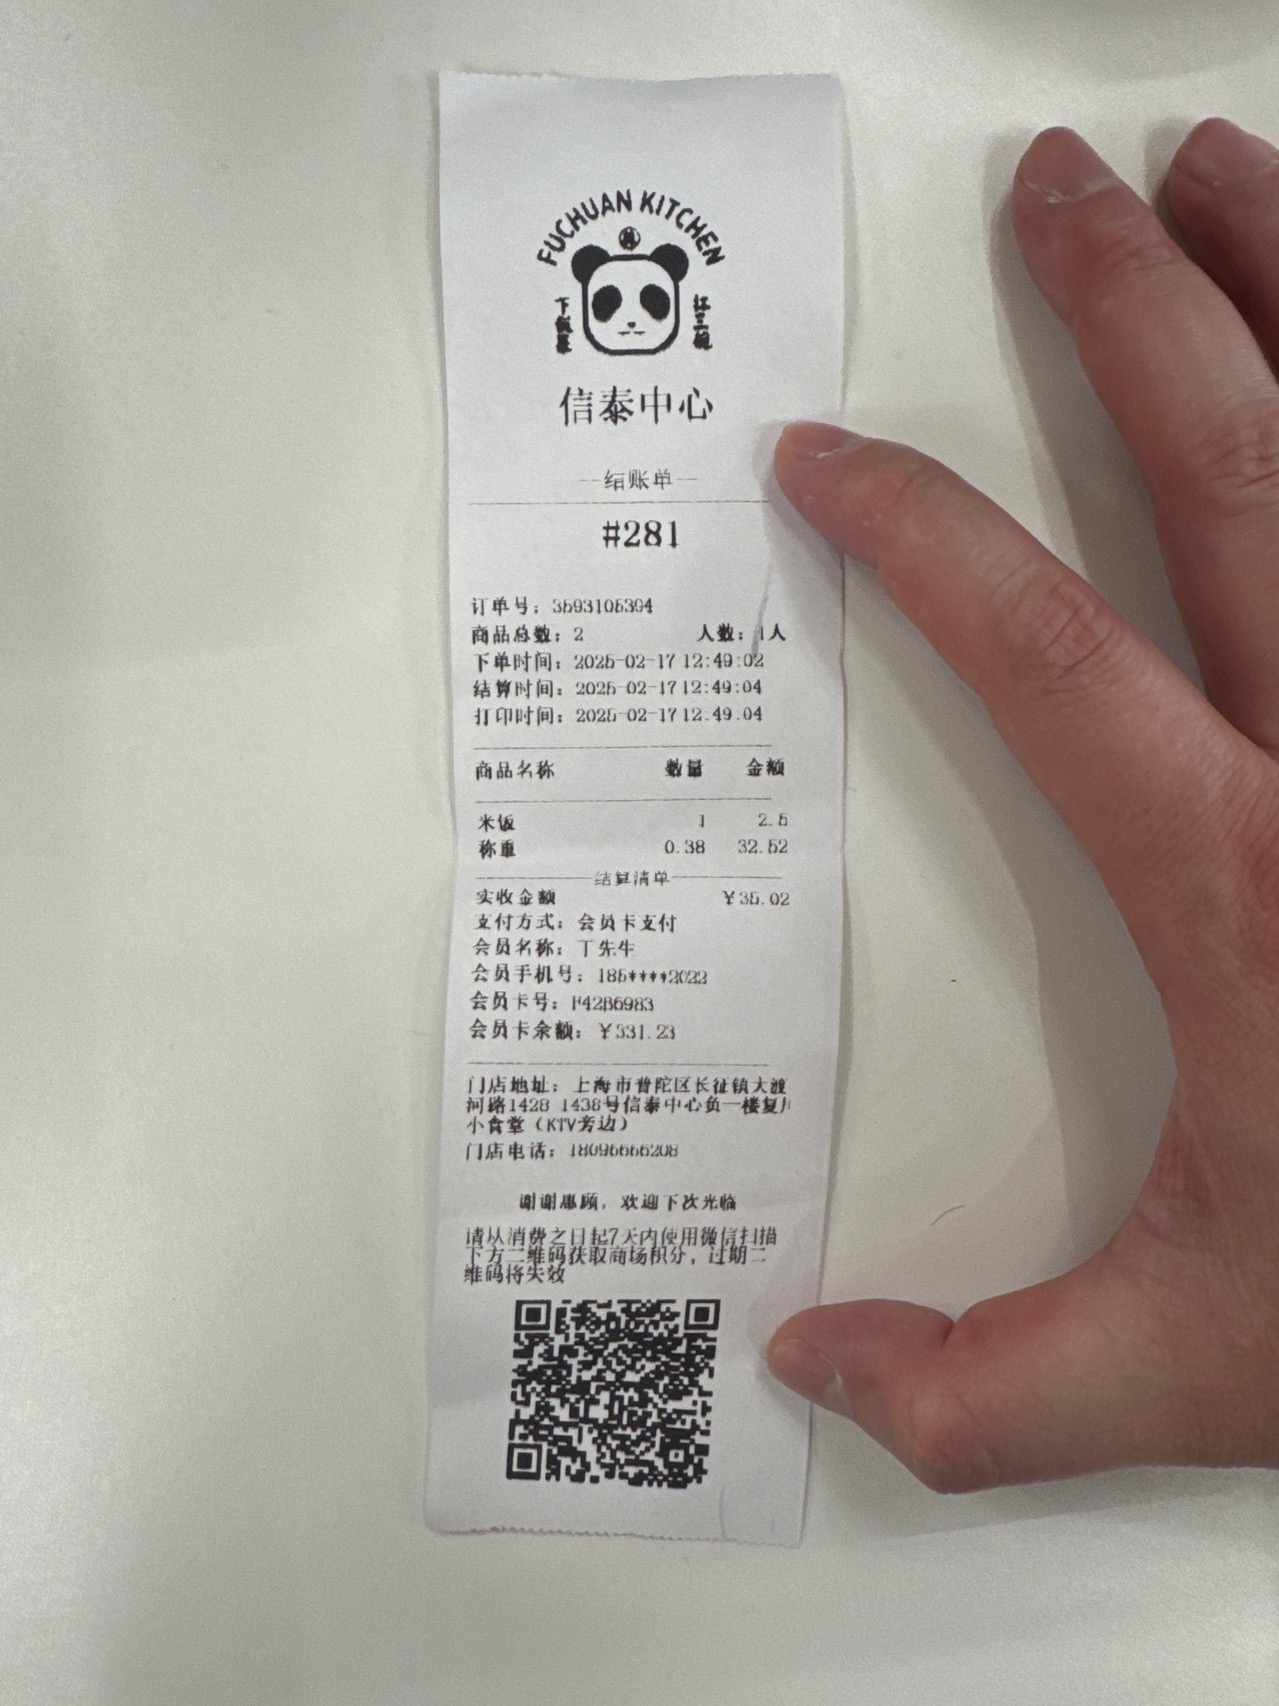 FUCHUAN KITCHEN
下饭菜
江三碗
信泰中心
结账单
#281
订单号：3593105394
商品总数：2 人数：1人
下单时间：2025-02-17 12:49:02
结算时间：2025-02-17 12:49:04
打印时间：2025-02-17 12:49:04
商品名称 数量 金额
米饭 1 2.5
称重 0.38 32.52
结算清单
实收金额 ¥35.02
支付方式：会员卡支付
会员名称：丁先生
会员手机号：185****2022
会员卡号：F42B6983
会员卡余额：¥331.23
门店地址：上海市普陀区长征镇大渡
河路1428 1438号信泰中心负一楼复川
小食堂（KTV旁边）
门店电话：
谢谢惠顾，欢迎下次光临
请从消费之日起7天内使用微信扫描
下方二维码获取商场积分，过期二
维码将失效